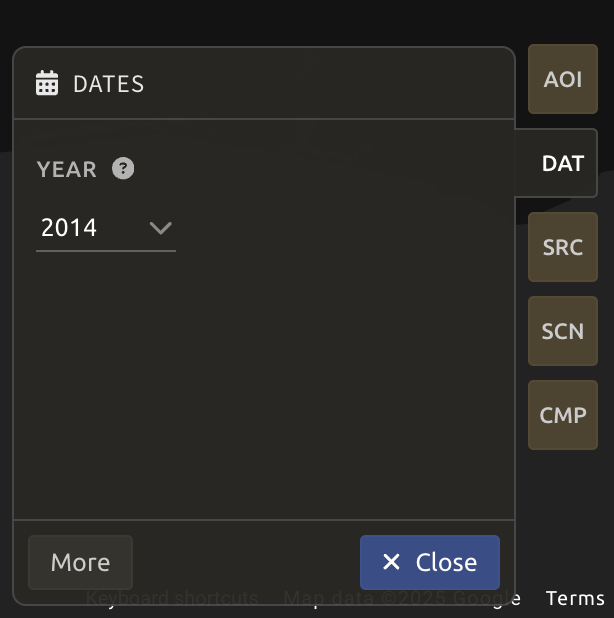 DATES
AOI
YEAR ?
DAT
2014
SRC
SCN
CMP
More
Close
Keyboard shortcuts Map data ©2025 Google Terms